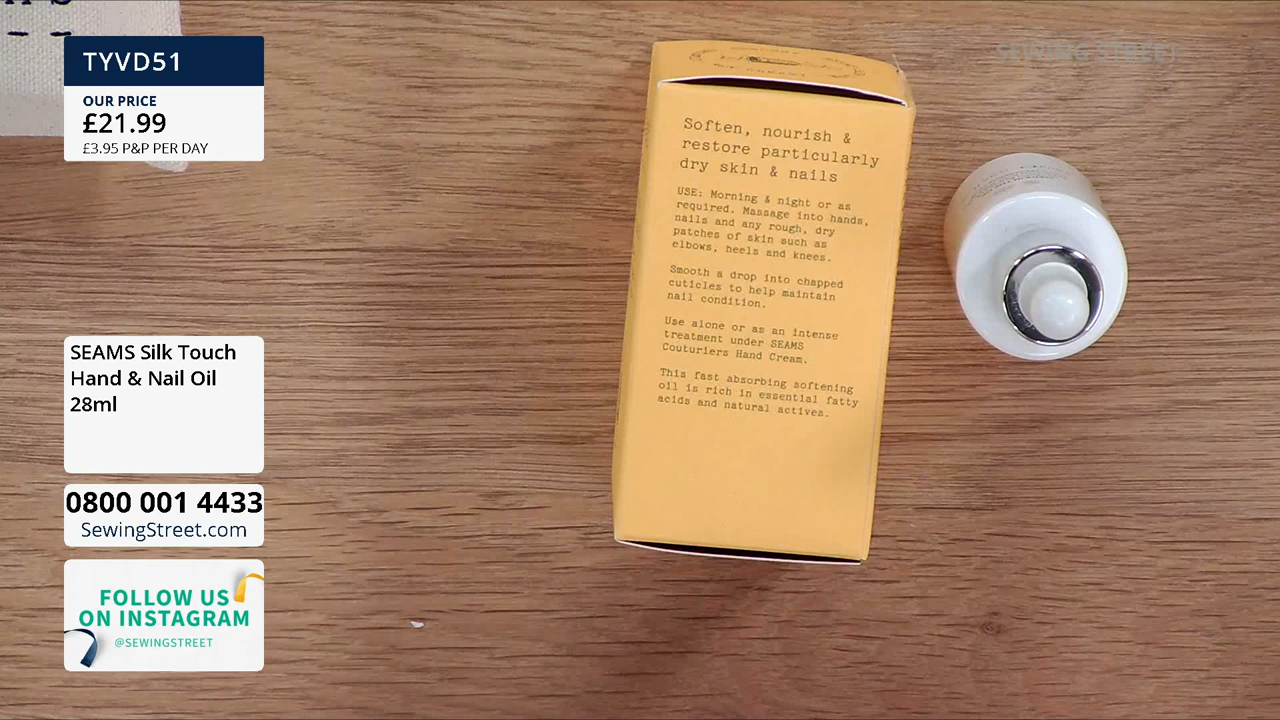 TYVD51
OUR PRICE
£21.99
£3.95 P&P PER DAY
SEAMS Silk Touch
Hand & Nail Oil
28ml
0800 001 4433
SewingStreet.com
FOLLOW US
ON INSTAGRAM
@SEWINGSTREET
SEWING STREET
Soften, nourish &
restore particularly
dry skin & nails
USE: Morning & night or as
required. Massage into hands,
nails and any rough, dry
patches of skin such as
elbows, heels and knees.
Smooth a drop into chapped
cuticles to help maintain
nail condition.
Use alone or as an intense
treatment under SEAMS
Couturiers Hand Cream.
This fast absorbing softening
oil is rich in essential fatty
acids and natural actives.